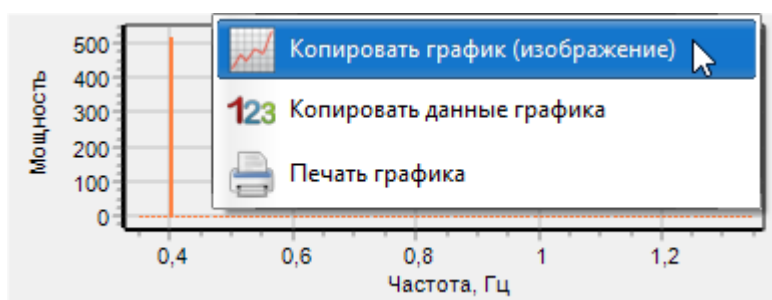 Мощность
500
400
300
200
100
0
Копировать график (изображение)
123 Копировать данные графика
Печать графика
0,4 0,6 0,8 1 1,2
Частота, Гц